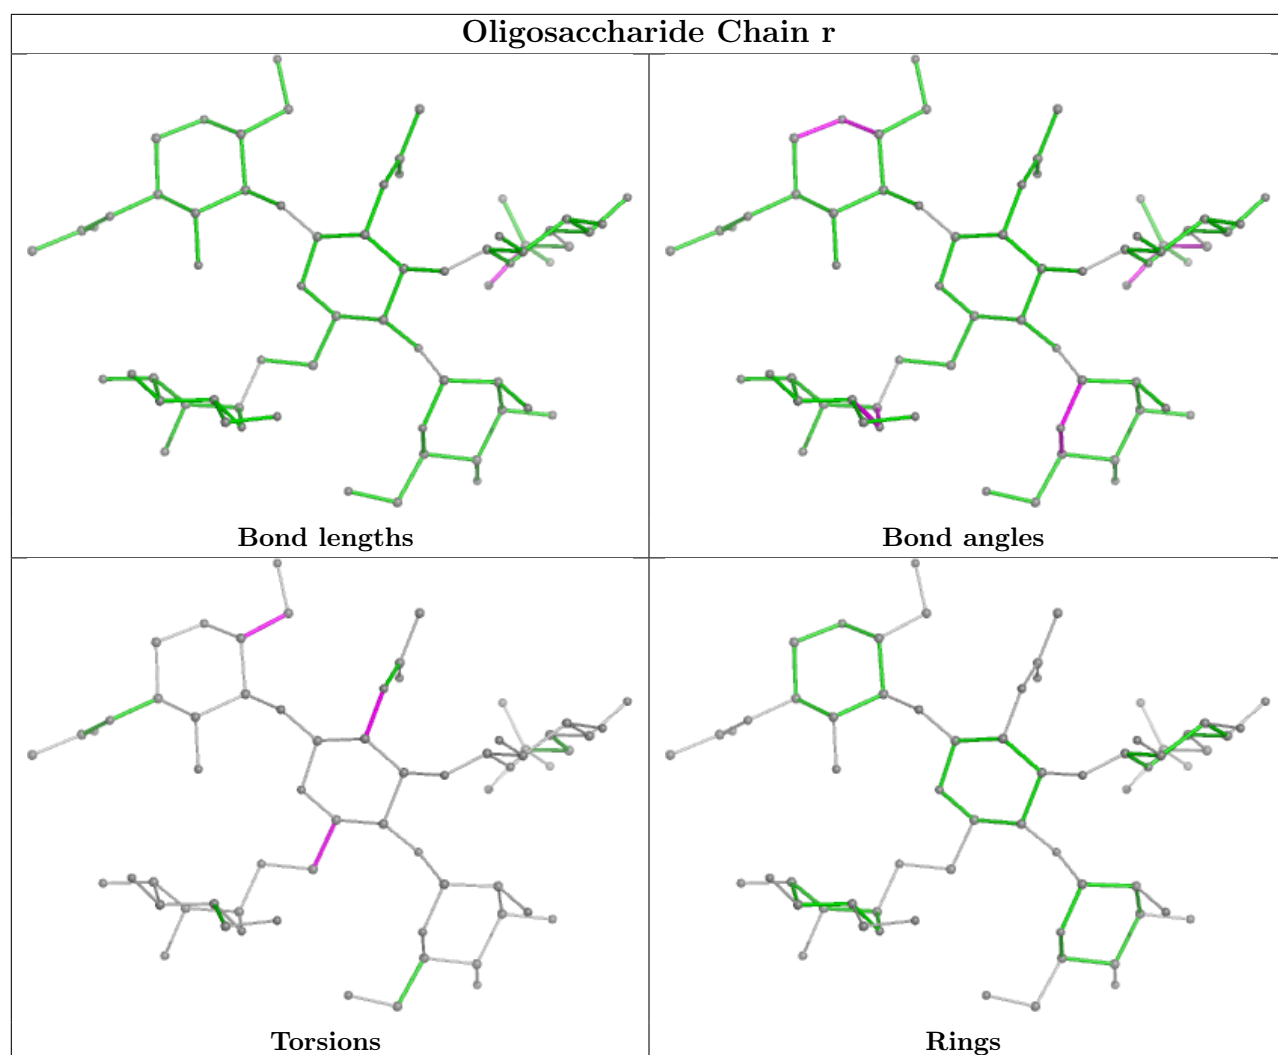 Oligosaccharide Chain r
Bond lengths
Bond angles
Torsions
Rings